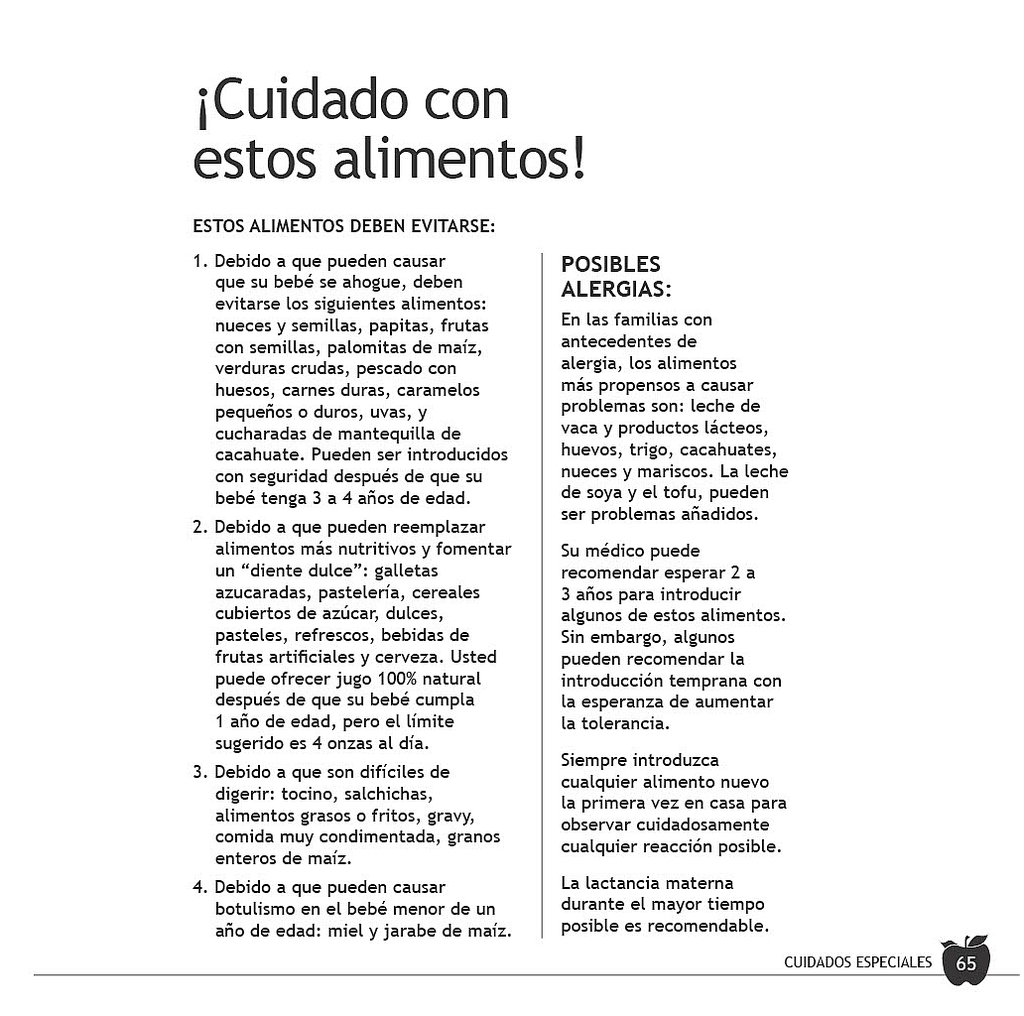 ¡Cuidado con
estos alimentos!
ESTOS ALIMENTOS DEBEN EVITARSE:
1. Debido a que pueden causar
que su bebé se ahogue, deben
evitarse los siguientes alimentos:
nueces y semillas, papitas, frutas
con semillas, palomitas de maíz,
verduras crudas, pescado con
huesos, carnes duras, caramelos
pequeños o duros, uvas, y
cucharadas de mantequilla de
cacahuate. Pueden ser introducidos
con seguridad después de que su
bebé tenga 3 a 4 años de edad.
2. Debido a que pueden reemplazar
alimentos más nutritivos y fomentar
un “diente dulce”: galletas
azucaradas, pastelería, cereales
cubiertos de azúcar, dulces,
pasteles, refrescos, bebidas de
frutas artificiales y cerveza. Usted
puede ofrecer jugo 100% natural
después de que su bebé cumpla
1 año de edad, pero el límite
sugerido es 4 onzas al día.
3. Debido a que son difíciles de
digerir: tocino, salchichas,
alimentos grasos o fritos, gravy,
comida muy condimentada, granos
enteros de maíz.
4. Debido a que pueden causar
botulismo en el bebé menor de un
año de edad: miel y jarabe de maíz.
POSIBLES
ALERGIAS:
En las familias con
antecedentes de
alergia, los alimentos
más propensos a causar
problemas son: leche de
vaca y productos lácteos,
huevos, trigo, cacahuates,
nueces y mariscos. La leche
de soya y el tofu, pueden
ser problemas añadidos.
Su médico puede
recomendar esperar 2 a
3 años para introducir
algunos de estos alimentos.
Sin embargo, algunos
pueden recomendar la
introducción temprana con
la esperanza de aumentar
la tolerancia.
Siempre introduzca
cualquier alimento nuevo
la primera vez en casa para
observar cuidadosamente
cualquier reacción posible.
La lactancia materna
durante el mayor tiempo
posible es recomendable.
CUIDADOS ESPECIALES 65